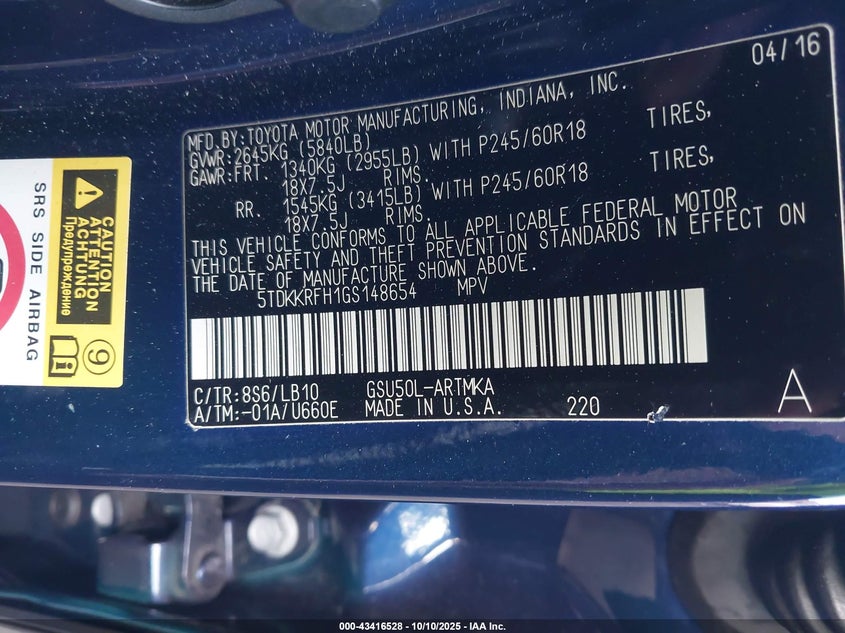 04/16
MFD.BY:TOYOTA MOTOR MANUFACTURING, INDIANA, INC.
GVWR:2645KG (5840LB)
GAWR:FRT. 1340KG (2955LB) WITH P245/60R18 TIRES,
18X7.5J RIMS.
RR. 1545KG (3415LB) WITH P245/60R18 TIRES,
18X7.5J RIMS.
THIS VEHICLE CONFORMS TO ALL APPLICABLE FEDERAL MOTOR
VEHICLE SAFETY AND THEFT PREVENTION STANDARDS IN EFFECT ON
THE DATE OF MANUFACTURE SHOWN ABOVE.
5TDKKRFH1GS148654 MPV
C/TR:8S6/LB10 GSU50L-ARTMKA
A/TM:-01A/U660E MADE IN U.S.A. 220 A
SRS SIDE AIRBAG
CAUTION
ATTENTION
ACHTUNG
Предупреждение
9
000-43416528 - 10/10/2025 - IAA Inc.